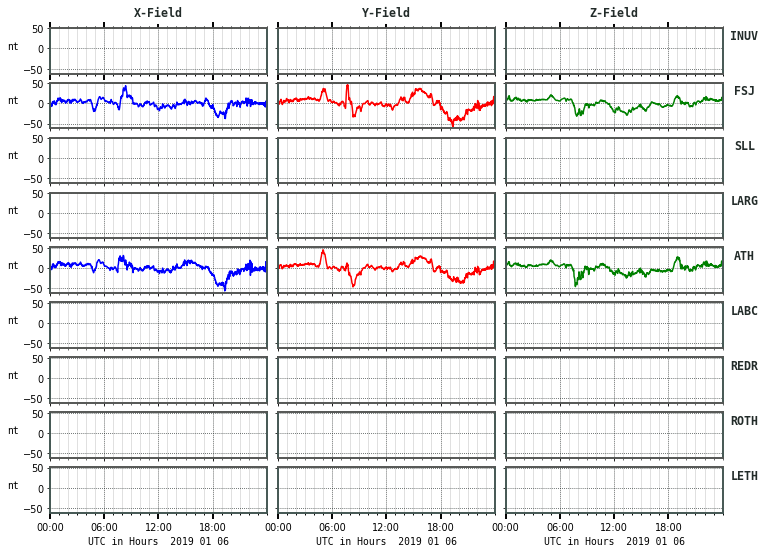 X-Field Y-Field Z-Field
50
nt 0 INUV
−50
50
nt 0 FSJ
−50
50
nt 0 SLL
−50
50
nt 0 LARG
−50
50
nt 0 ATH
−50
50
nt 0 LABC
−50
50
nt 0 REDR
−50
50
nt 0 ROTH
−50
50
nt 0 LETH
−50
00:00 06:00 12:00 18:00 00:00 06:00 12:00 18:00 00:00 06:00 12:00 18:00
UTC in Hours 2019 01 06 UTC in Hours 2019 01 06 UTC in Hours 2019 01 06